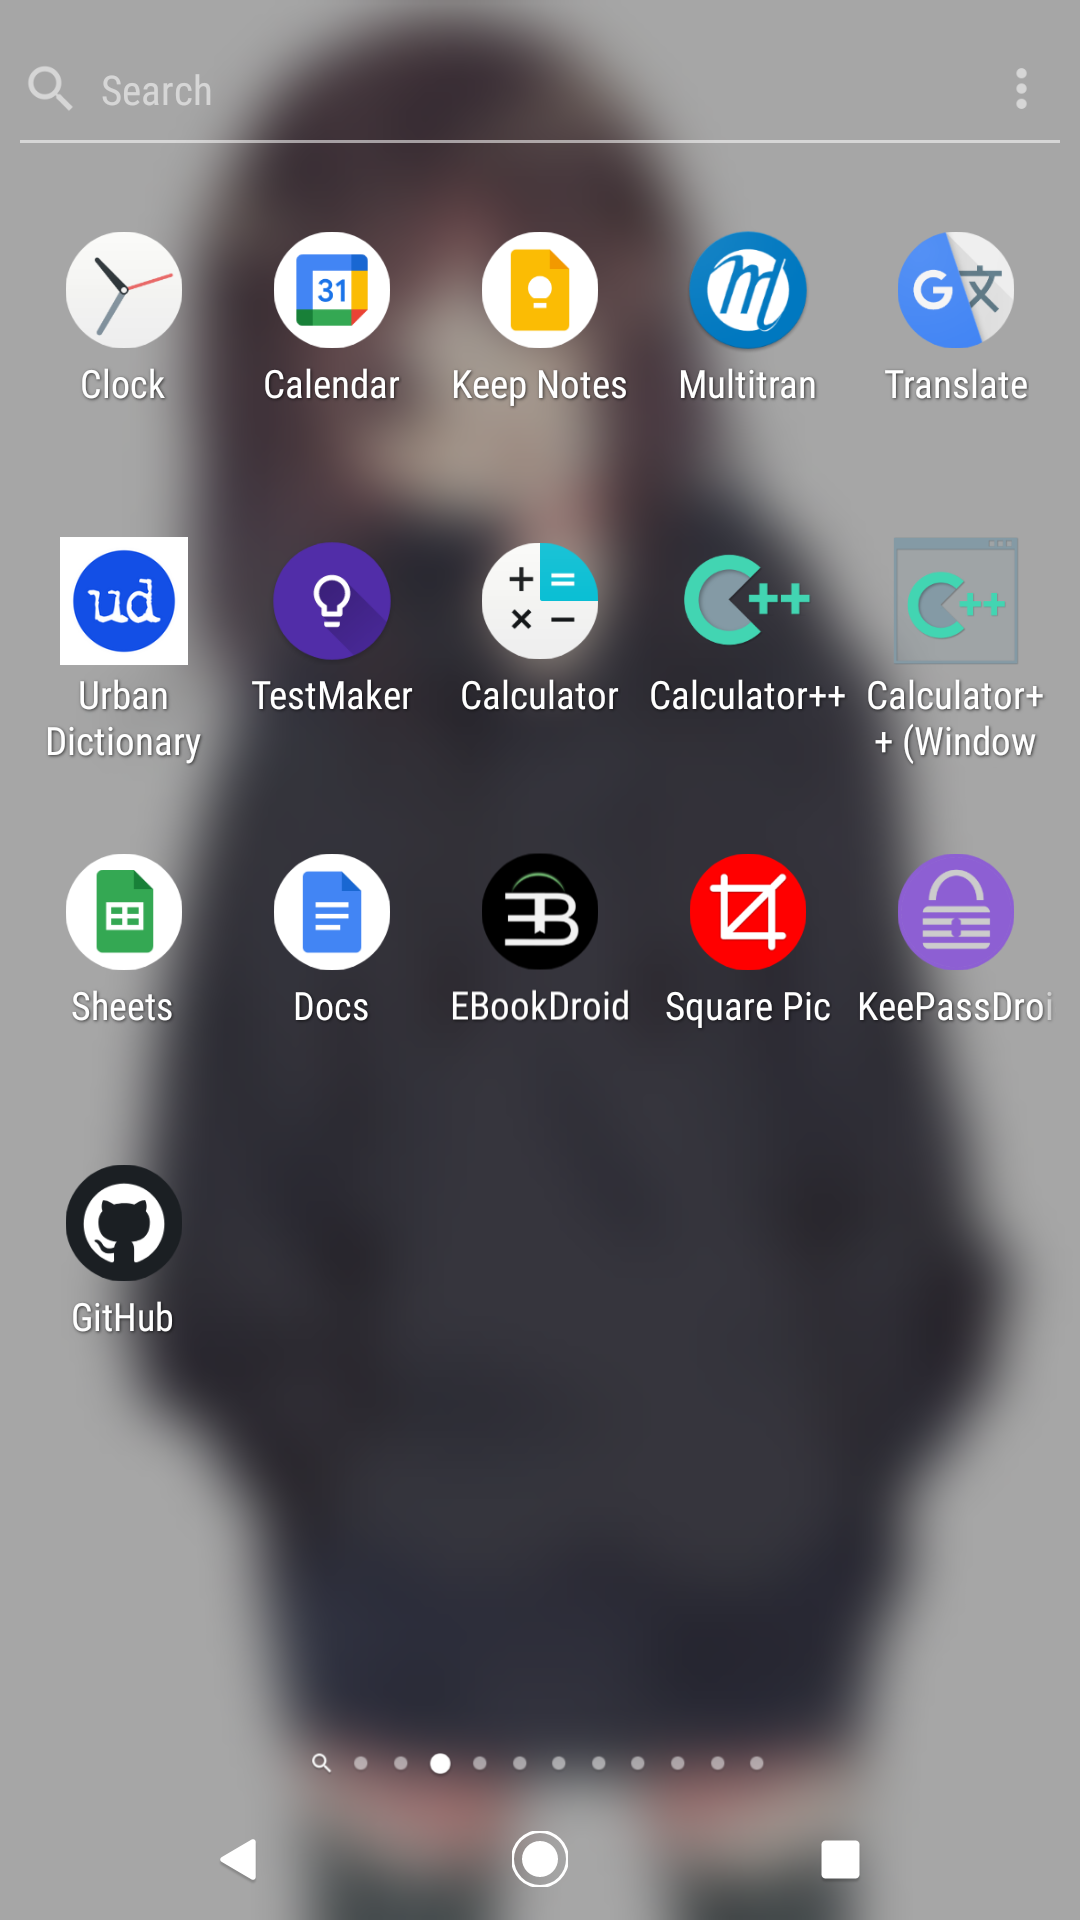 Search
31
G 文
Clock Calendar Keep Notes Multitran Translate
ud
C++ C++
Urban Dictionary TestMaker Calculator Calculator++ Calculator+
+ (Window
Sheets Docs EBookDroid Square Pic KeePassDroi
GitHub